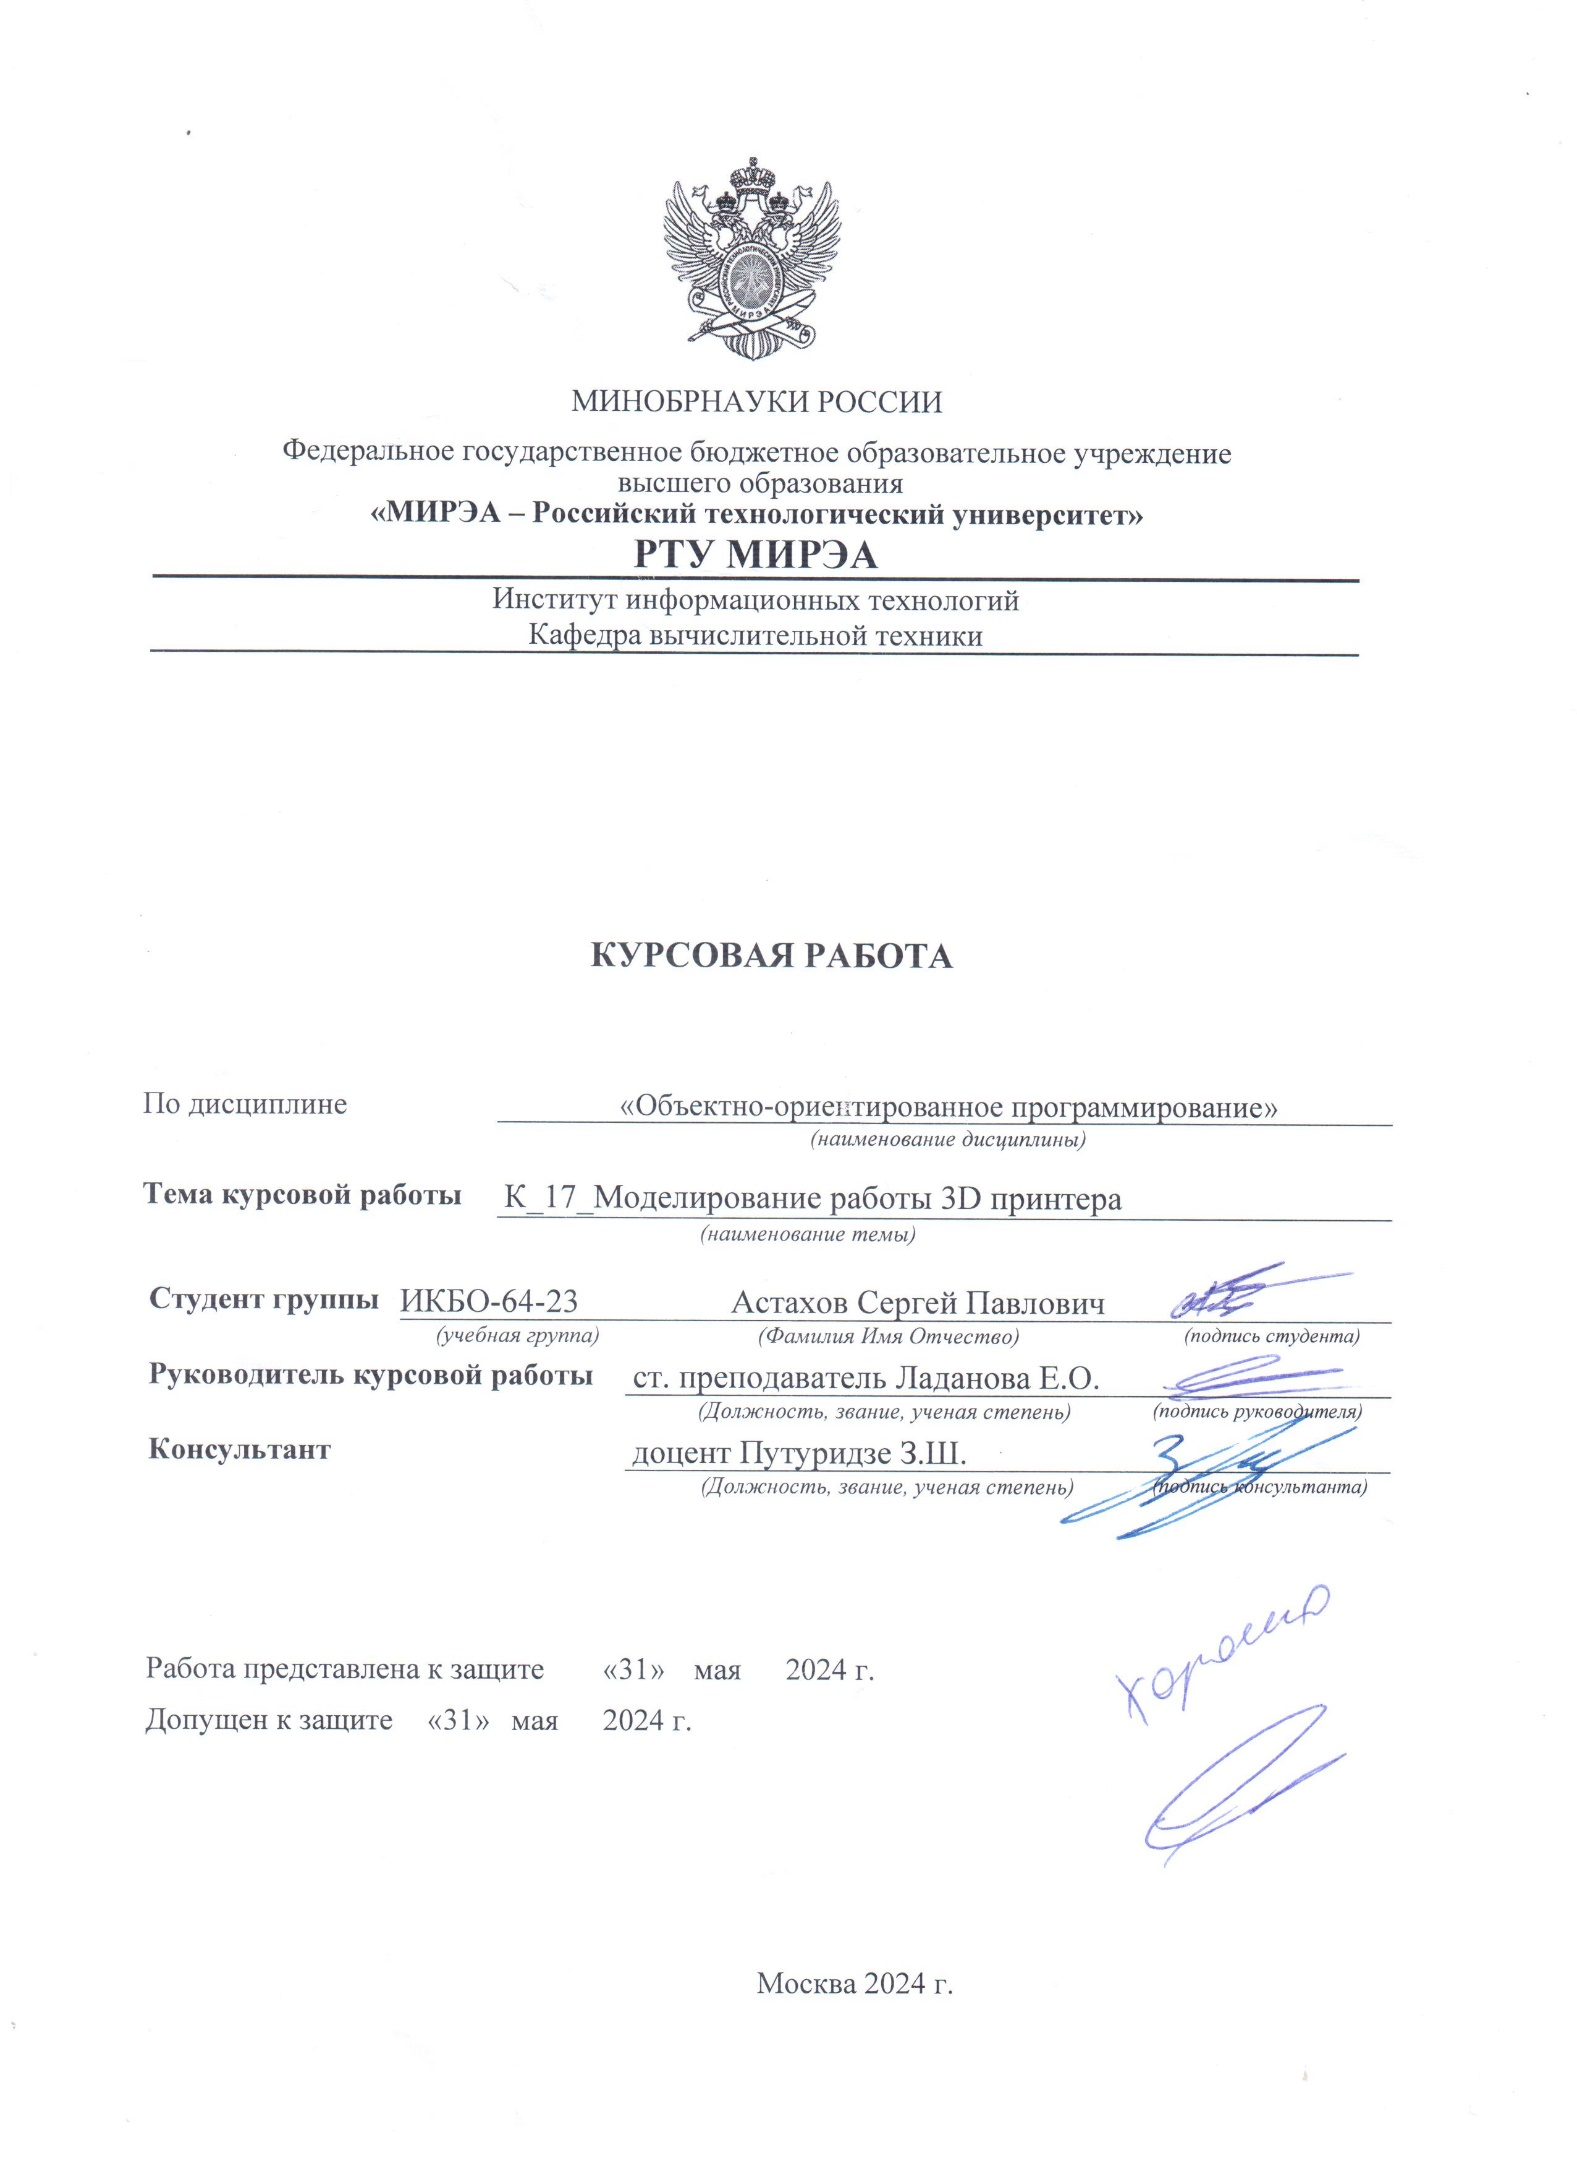 РОССИЙСКИЙ ТЕХНОЛОГИЧЕСКИЙ УНИВЕРСИТЕТ
МИРЭА
МИНОБРНАУКИ РОССИИ
Федеральное государственное бюджетное образовательное учреждение
высшего образования
«МИРЭА – Российский технологический университет»
РТУ МИРЭА
Институт информационных технологий
Кафедра вычислительной техники
КУРСОВАЯ РАБОТА
По дисциплине «Объектно-ориентированное программирование»
(наименование дисциплины)
Тема курсовой работы К_17_Моделирование работы 3D принтера
(наименование темы)
Студент группы ИКБО-64-23 Астахов Сергей Павлович
(учебная группа) (Фамилия Имя Отчество) (подпись студента)
Руководитель курсовой работы ст. преподаватель Ладанова Е.О.
(Должность, звание, ученая степень) (подпись руководителя)
Консультант доцент Путуридзе З.Ш.
(Должность, звание, ученая степень) (подпись консультанта)
хорошо
Работа представлена к защите «31» мая 2024 г.
Допущен к защите «31» мая 2024 г.
Москва 2024 г.